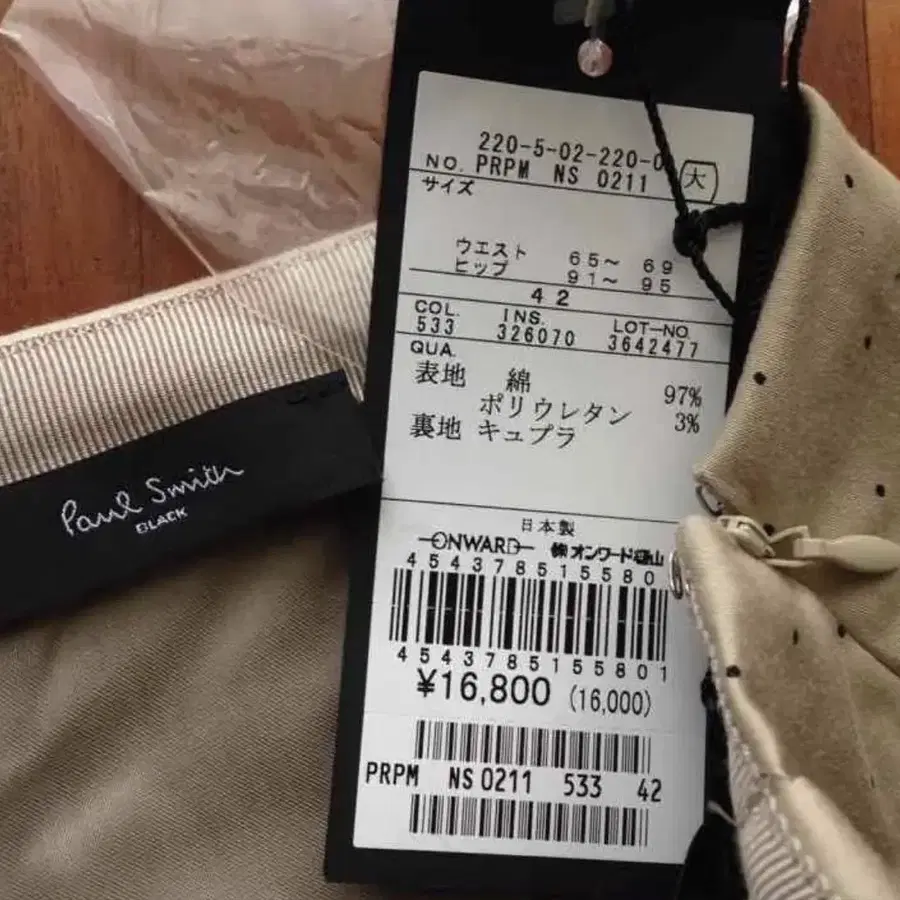 Paul Smith
BLACK
220-5-02-220-0 大
NO. PRPM NS 0211
サイズ
ウエスト 65～ 69
ヒップ 91～ 95
42
COL. INS. LOT-NO.
533 326070 3642477
QUA.
表地 綿 97%
ポリウレタン 3%
裏地 キュプラ
日本製
ONWARD ㈱オンワード樫山
454378515580
4543785155801
¥16,800 (16,000)
PRPM NS0211 533 42